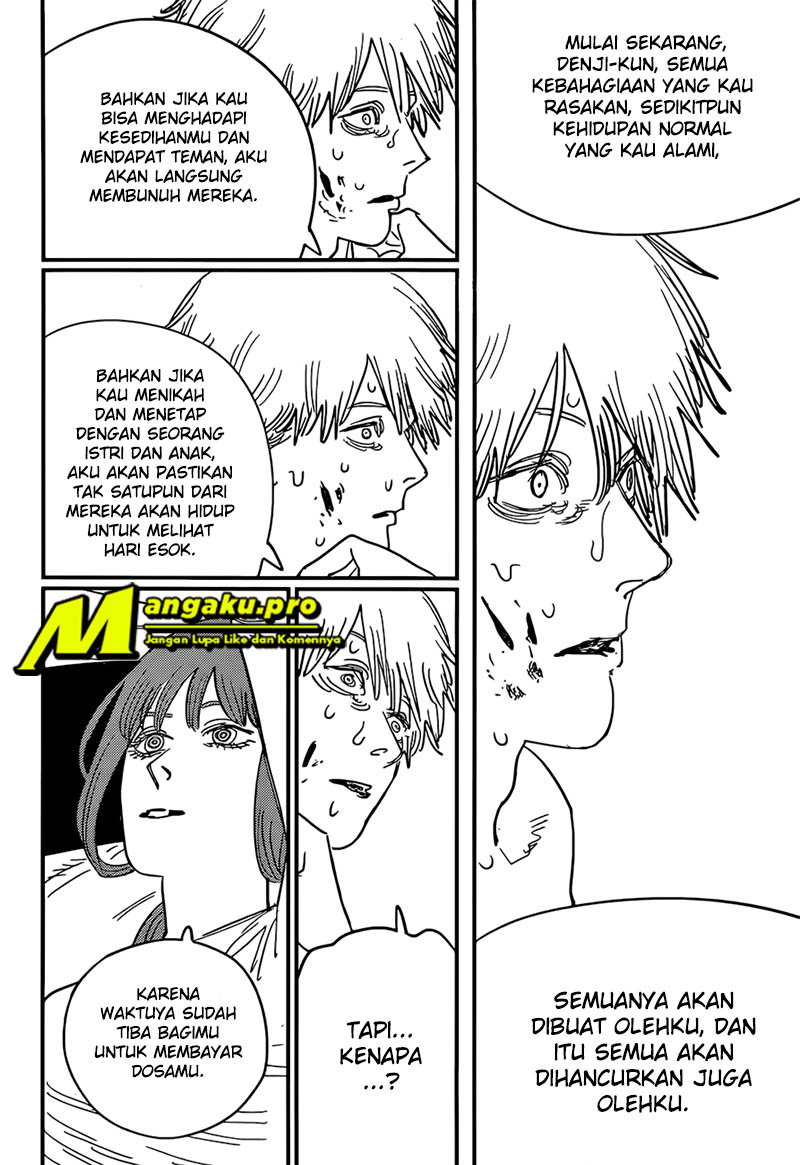 MULAI SEKARANG,
DENJI-KUN, SEMUA
KEBAHAGIAAN YANG KAU
RASAKAN, SEDIKITPUN
KEHIDUPAN NORMAL
YANG KAU ALAMI,
SEMUANYA AKAN
DIBUAT OLEHKU, DAN
ITU SEMUA AKAN
DIHANCURKAN JUGA
OLEHKU.
BAHKAN JIKA KAU
BISA MENGHADAPI
KESEDIHANMU DAN
MENDAPAT TEMAN, AKU
AKAN LANGSUNG
MEMBUNUH MEREKA.
BAHKAN JIKA
KAU MENIKAH
DAN MENETAP
DENGAN SEORANG
ISTRI DAN ANAK,
AKU AKAN PASTIKAN
TAK SATUPUN DARI
MEREKA AKAN HIDUP
UNTUK MELIHAT
HARI ESOK.
Mangaku.pro
Jangan Lupa Like dan Komennya
TAPI...
KENAPA
...?
KARENA
WAKTUYA SUDAH
TIBA BAGIMU
UNTUK MEMBAYAR
DOSAMU.